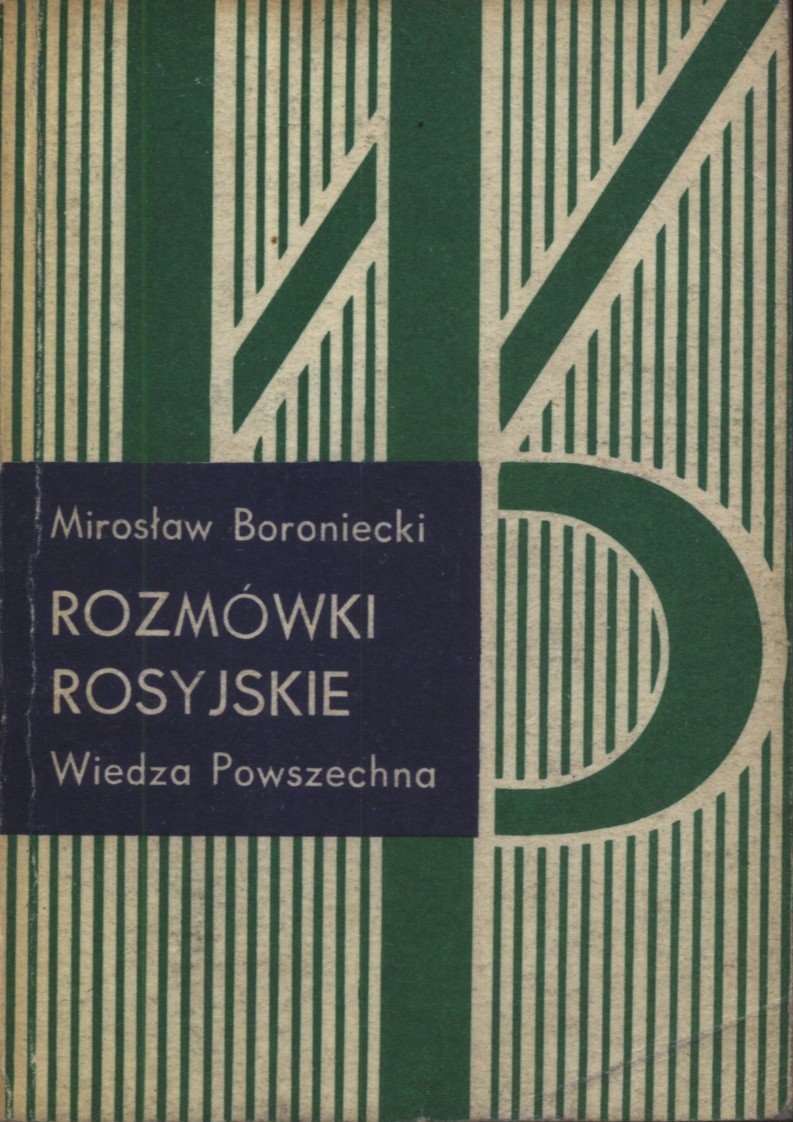 Mirosław Boroniecki
ROZMÓWKI
ROSYJSKIE
Wiedza Powszechna